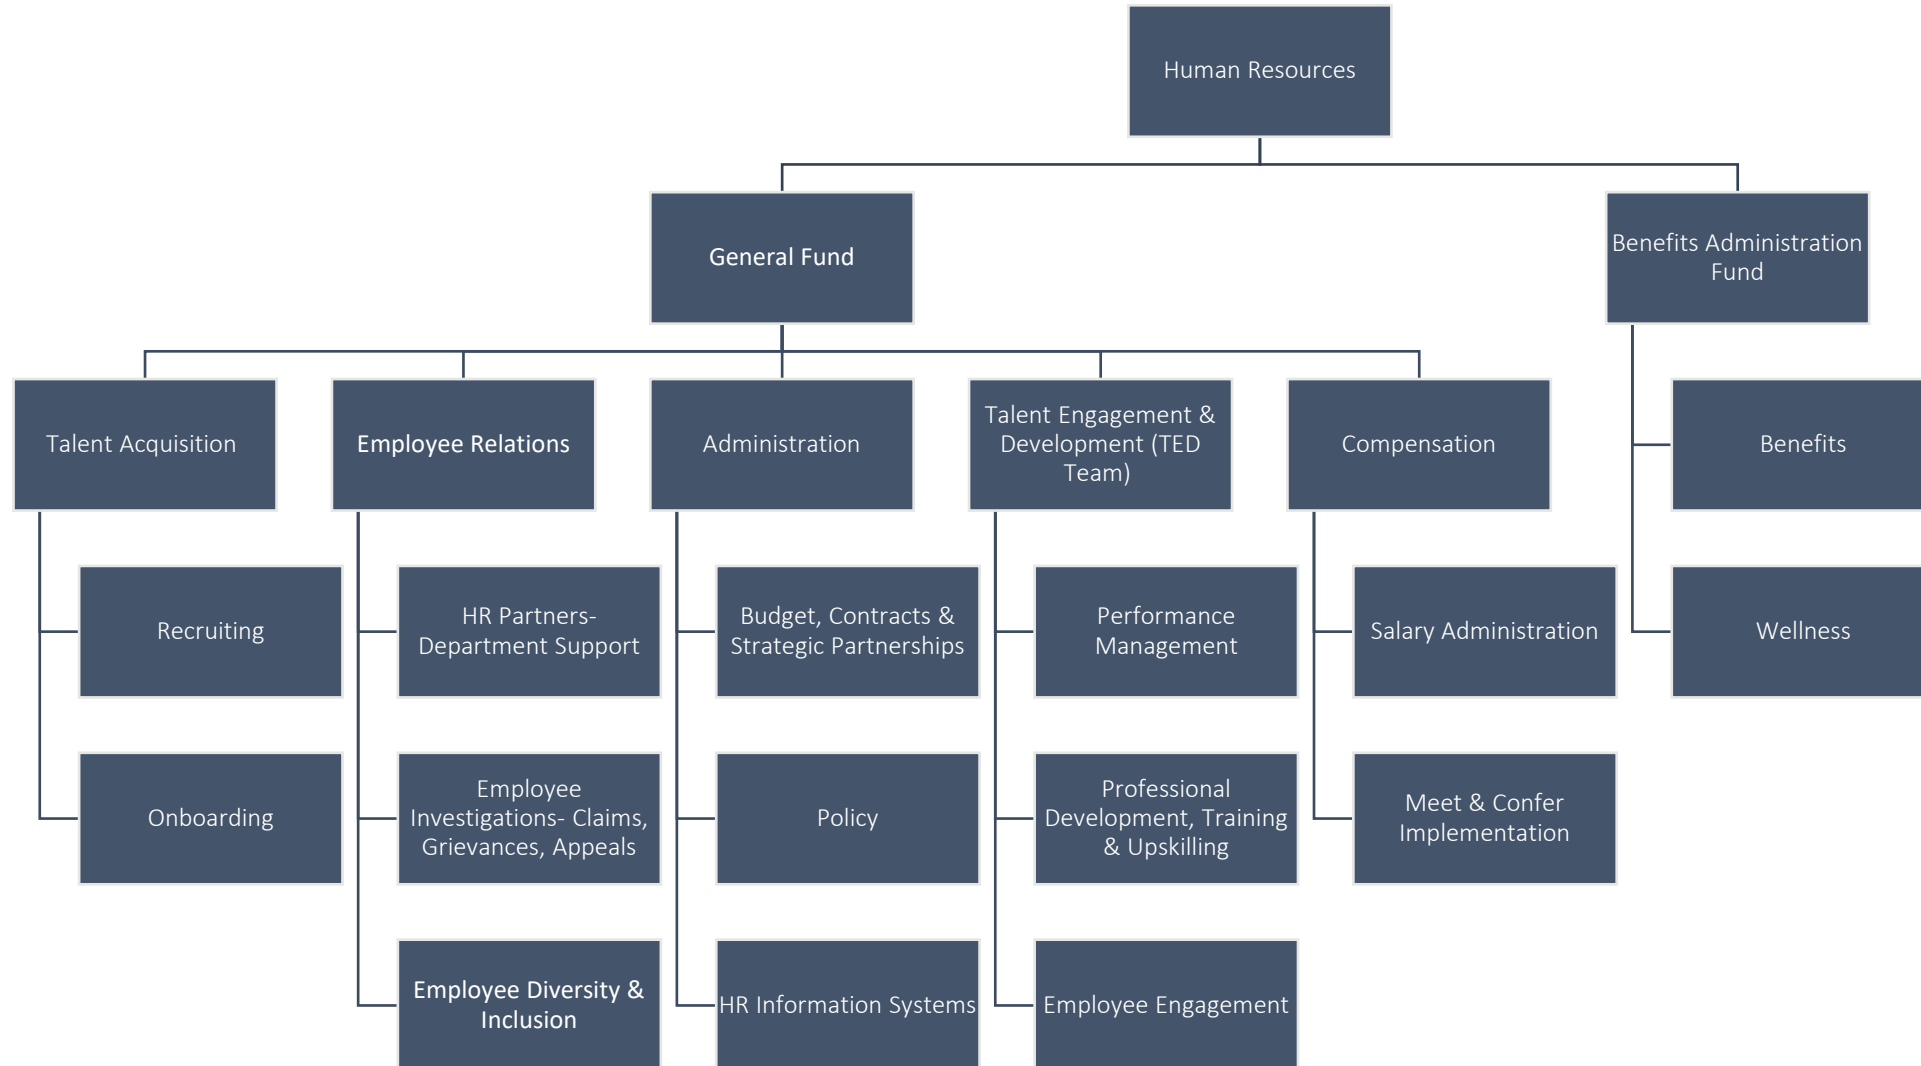 Human Resources
General Fund
Benefits Administration
Fund
Talent Acquisition
Employee Relations
Administration
Talent Engagement &
Development (TED
Team)
Compensation
Benefits
Recruiting
HR Partners-
Department Support
Budget, Contracts &
Strategic Partnerships
Performance
Management
Salary Administration
Wellness
Onboarding
Employee
Investigations- Claims,
Grievances, Appeals
Policy
Professional
Development, Training
& Upskilling
Meet & Confer
Implementation
Employee Diversity &
Inclusion
HR Information Systems
Employee Engagement